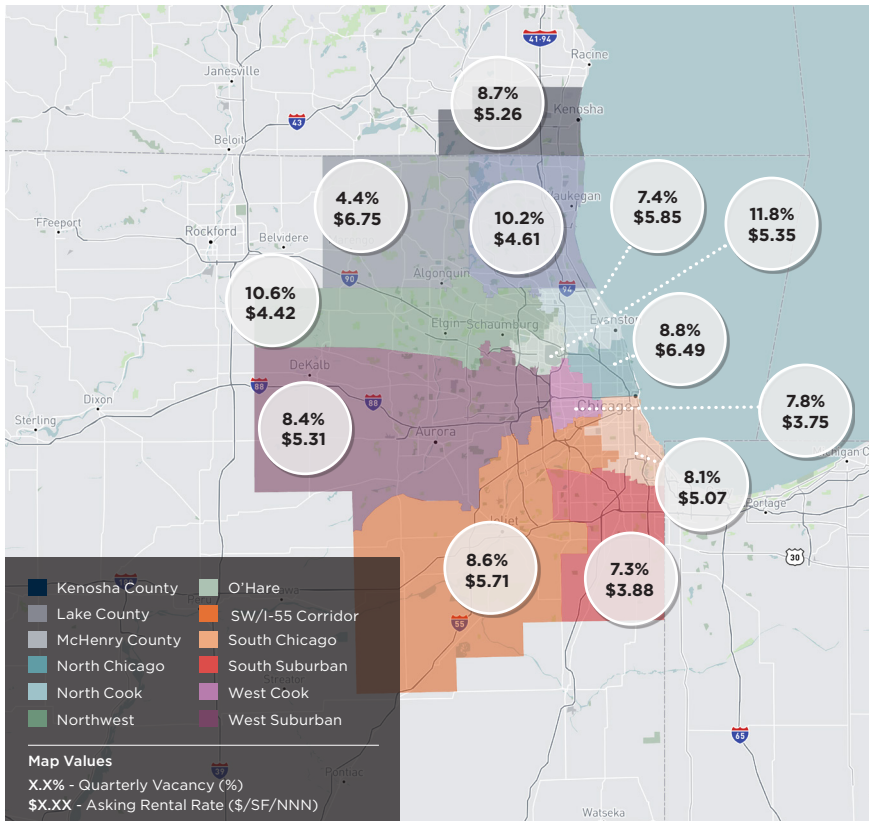 41-94
Racine
Janesville
8.7%
$5.26
Kenosha
43
Beloit
4.4%
$6.75
10.2%
$4.61
Waukegan
7.4%
$5.85
11.8%
$5.35
Freeport
Rockford
Belvidere
Algonquin
90
94
10.6%
$4.42
Elgin
Schaumburg
Evanston
8.8%
$6.49
DeKalb
88
88
Dixon
Sterling
Chicago
7.8%
$3.75
8.4%
$5.31
Aurora
Michigan C
8.1%
$5.07
Portage
Joliet
8.6%
$5.71
7.3%
$3.88
30
55
Kenosha County
Lake County
McHenry County
North Chicago
North Cook
Northwest
O'Hare
SW/I-55 Corridor
South Chicago
South Suburban
West Cook
West Suburban
Ottawa
Peru
Streator
65
Map Values
X.X% - Quarterly Vacancy (%)
$X.XX - Asking Rental Rate ($/SF/NNN)
39
Pontiac
Watseka